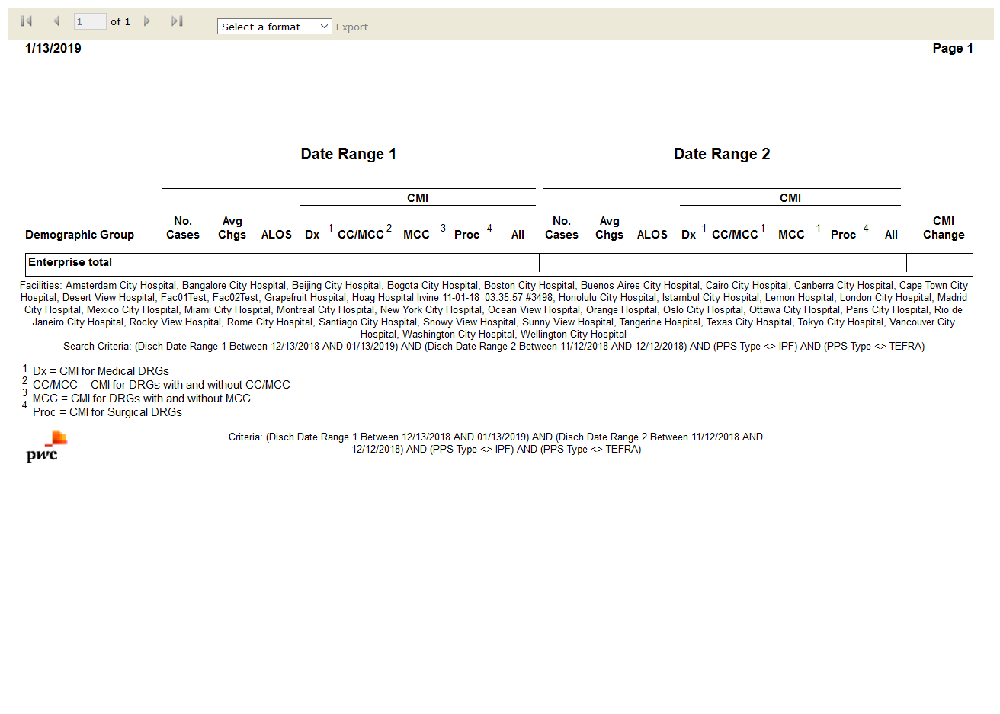 1 of 1 Select a format Export
1/13/2019 Page 1
Date Range 1 Date Range 2
CMI CMI
No. Avg No. Avg CMI
Demographic Group Cases Chgs ALOS Dx 1 CC/MCC 2 MCC 3 Proc 4 All Cases Chgs ALOS Dx 1 CC/MCC 1 MCC 1 Proc 4 All Change
Enterprise total
Facilities: Amsterdam City Hospital, Bangalore City Hospital, Beijing City Hospital, Bogota City Hospital, Boston City Hospital, Buenos Aires City Hospital, Cairo City Hospital, Canberra City Hospital, Cape Town City
Hospital, Desert View Hospital, Fac01Test, Fac02Test, Grapefruit Hospital, Hoag Hospital Irvine 11-01-18_03:35:57 #3498, Honolulu City Hospital, Istambul City Hospital, Lemon Hospital, London City Hospital, Madrid
City Hospital, Mexico City Hospital, Miami City Hospital, Montreal City Hospital, New York City Hospital, Ocean View Hospital, Orange Hospital, Oslo City Hospital, Ottawa City Hospital, Paris City Hospital, Rio de
Janeiro City Hospital, Rocky View Hospital, Rome City Hospital, Santiago City Hospital, Snowy View Hospital, Sunny View Hospital, Tangerine Hospital, Texas City Hospital, Tokyo City Hospital, Vancouver City
Hospital, Washington City Hospital, Wellington City Hospital
Search Criteria: (Disch Date Range 1 Between 12/13/2018 AND 01/13/2019) AND (Disch Date Range 2 Between 11/12/2018 AND 12/12/2018) AND (PPS Type <> IPF) AND (PPS Type <> TEFRA)
1 Dx = CMI for Medical DRGs
2 CC/MCC = CMI for DRGs with and without CC/MCC
3 MCC = CMI for DRGs with and without MCC
4 Proc = CMI for Surgical DRGs
pwc
Criteria: (Disch Date Range 1 Between 12/13/2018 AND 01/13/2019) AND (Disch Date Range 2 Between 11/12/2018 AND
12/12/2018) AND (PPS Type <> IPF) AND (PPS Type <> TEFRA)